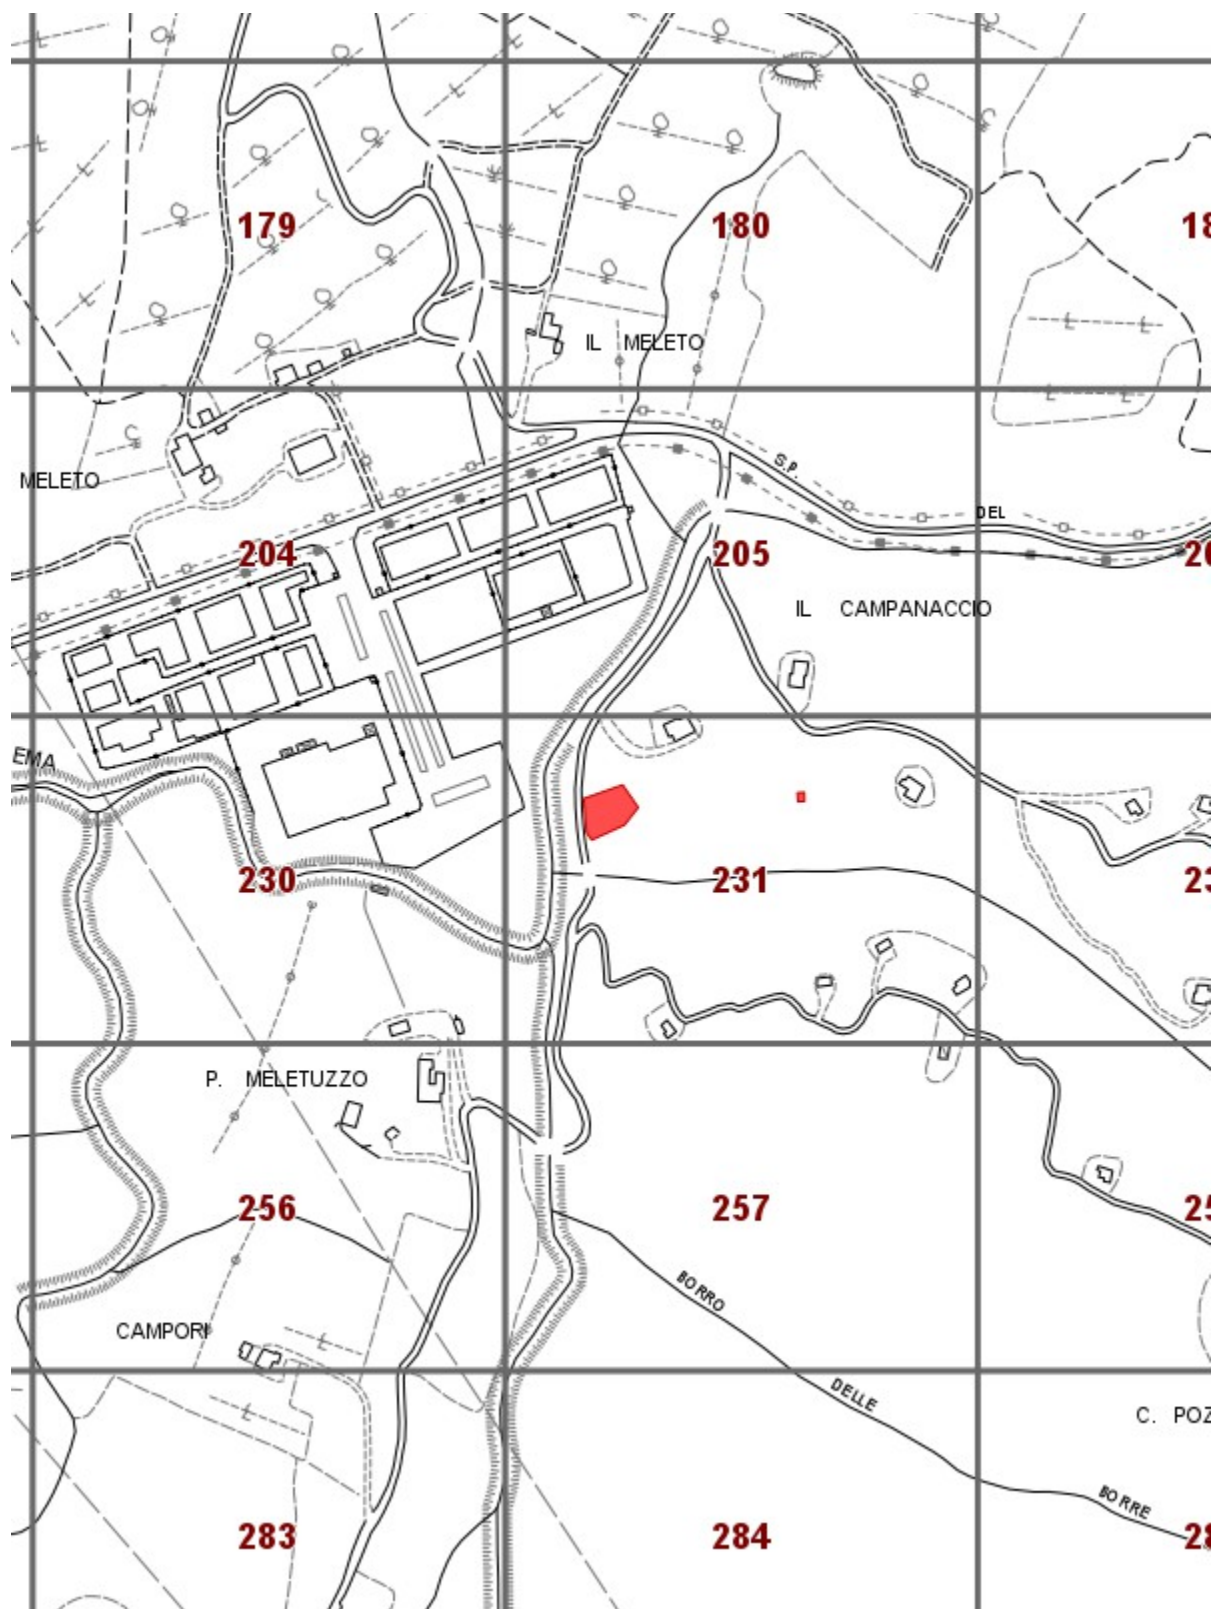 179
180
18
IL MELETO
MELETO
S.P.
DEL
204
205
20
IL CAMPANACCIO
EMA
230
231
23
P. MELETUZZO
256
257
25
BORRO
CAMPORI
DELLE
C. POZ
BORRE
283
284
28